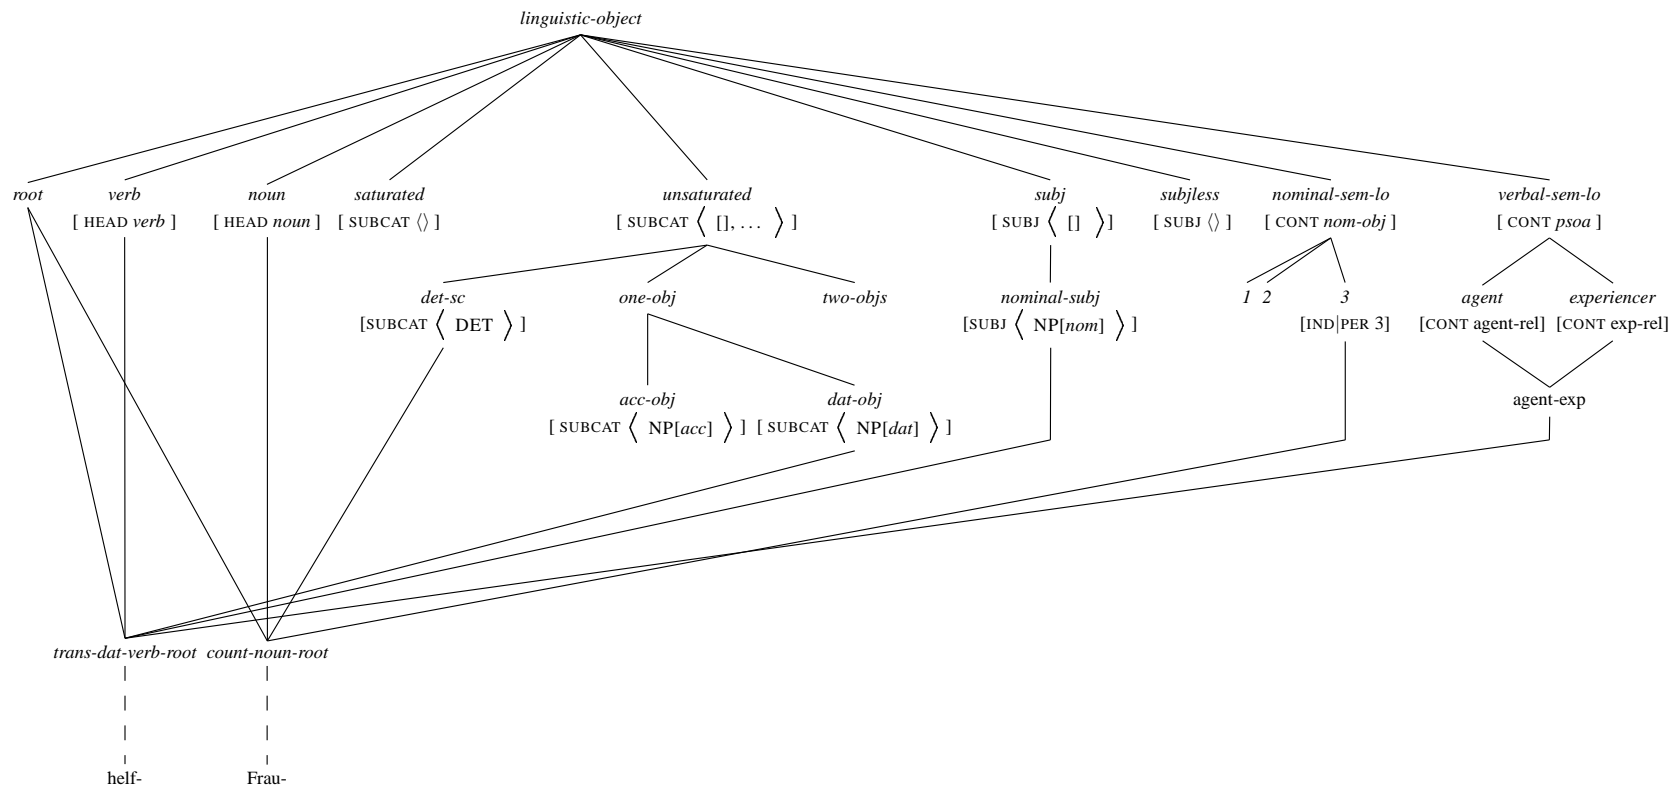 linguistic-object
root verb noun saturated unsaturated subj subjless nominal-sem-lo verbal-sem-lo
[ HEAD verb ] [ HEAD noun ] [ SUBCAT ⟨⟩ ] [ SUBCAT ⟨ [], … ⟩ ] [ SUBJ ⟨ [] ⟩ ] [ SUBJ ⟨⟩ ] [ CONT nom-obj ] [ CONT psoa ]
det-sc one-obj two-objs nominal-subj 1 2 3 agent experiencer
[SUBCAT ⟨ DET ⟩ ] [SUBJ ⟨ NP[nom] ⟩ ] [IND|PER 3] [CONT agent-rel] [CONT exp-rel]
acc-obj dat-obj agent-exp
[ SUBCAT ⟨ NP[acc] ⟩ ] [ SUBCAT ⟨ NP[dat] ⟩ ]
trans-dat-verb-root count-noun-root
helf- Frau-